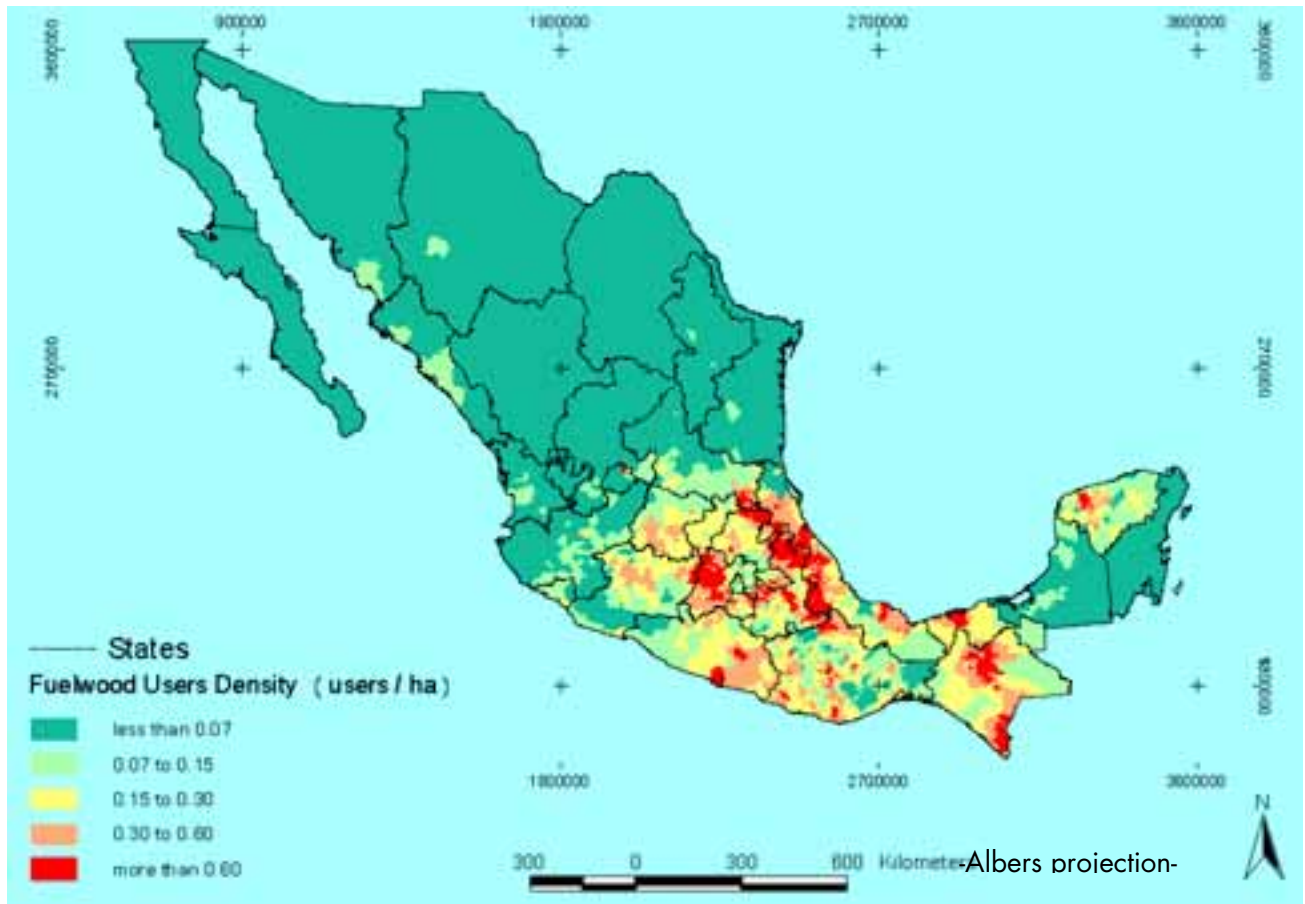 900000 1800000 2700000 3600000
3600000 3600000
2700000 2700000
1800000
States
Fuelwood Users Density ( users / ha )
less than 0.07
0.07 to 0.15
0.15 to 0.30
0.30 to 0.60
more than 0.60
1800000 2700000 3600000
N
300 0 300 600 Kilometers
-Albers projection-